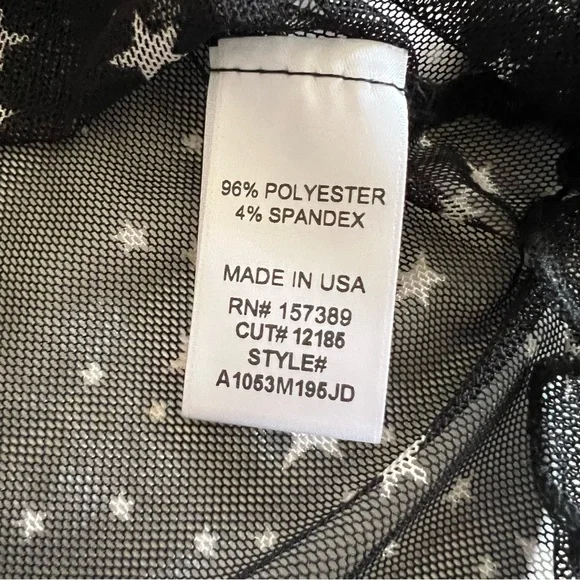 96% POLYESTER
4% SPANDEX
MADE IN USA
RN# 157389
CUT# 12185
STYLE#
A1053M195JD